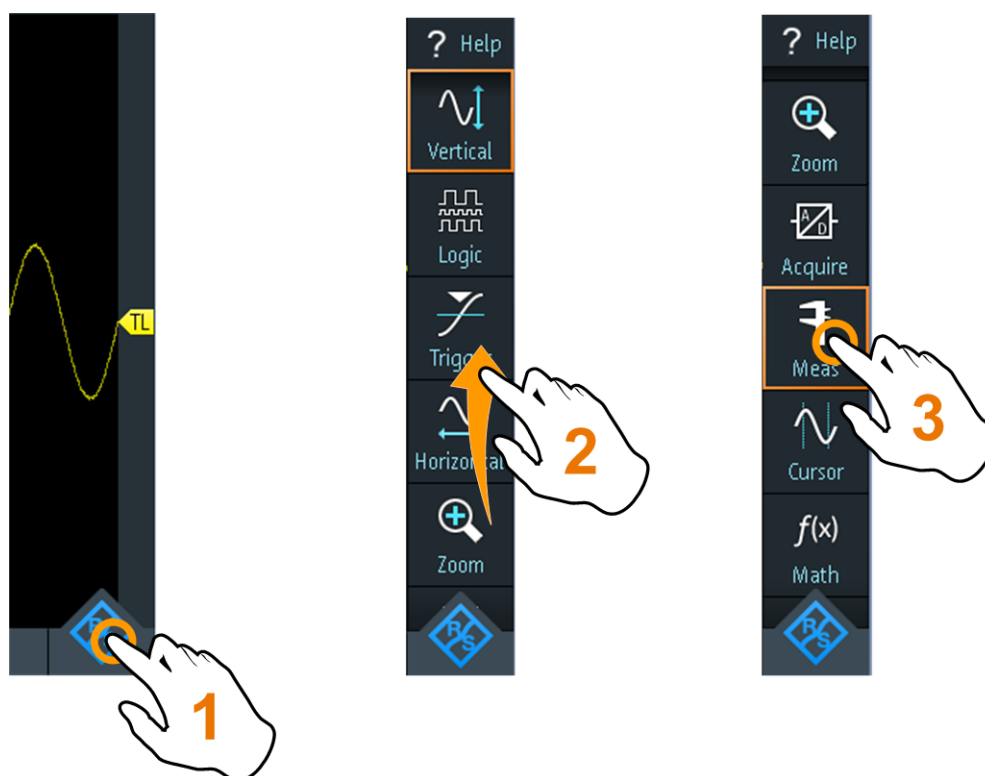 TL
R/S
1
? Help
Vertical
Logic
Trigger
Horizontal
Zoom
R/S
2
? Help
Zoom
A/D
Acquire
Meas
Cursor
f(x)
Math
R/S
3